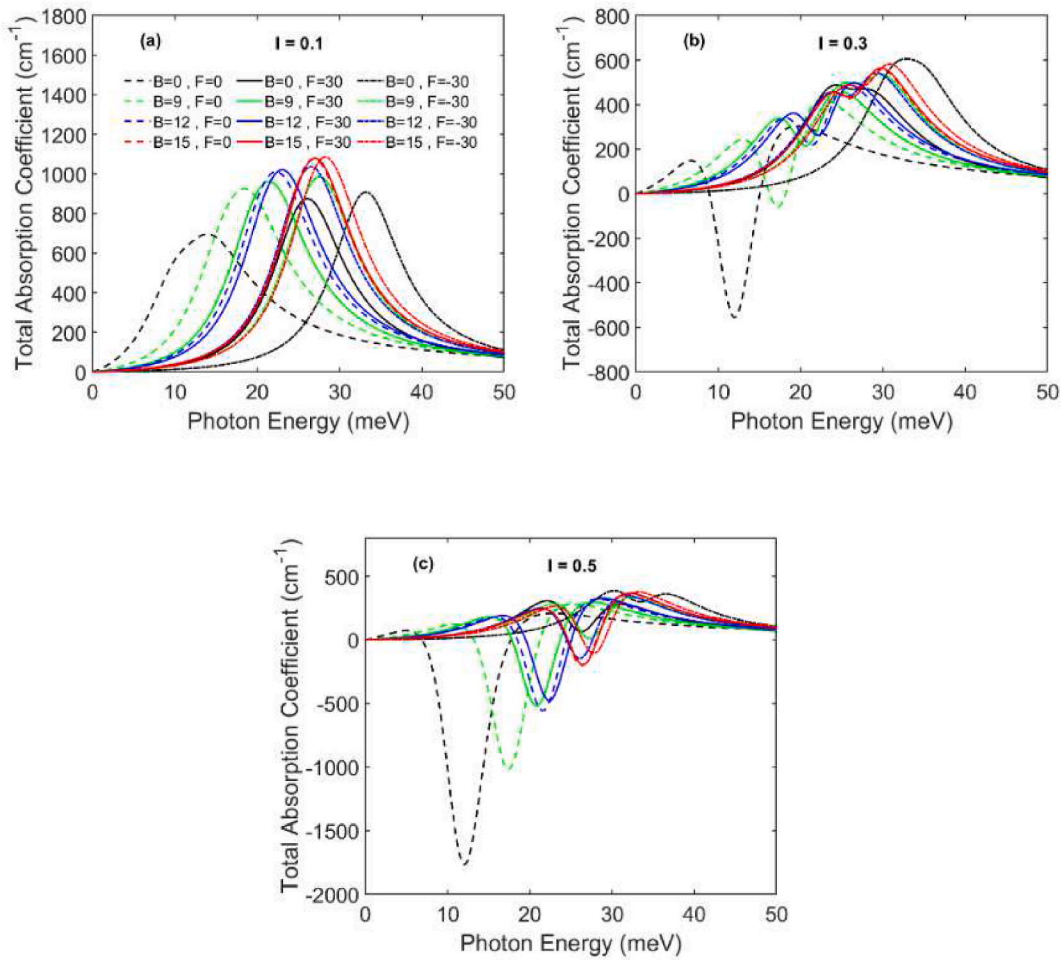 (a) I = 0.1
B=0 , F=0 B=0 , F=30 B=0 , F=-30
B=9 , F=0 B=9 , F=30 B=9 , F=-30
B=12 , F=0 B=12 , F=30 B=12 , F=-30
B=15 , F=0 B=15 , F=30 B=15 , F=-30
Total Absorption Coefficient (cm⁻¹)
1800
1600
1400
1200
1000
800
600
400
200
0
0 10 20 30 40 50
Photon Energy (meV)
(b) I = 0.3
Total Absorption Coefficient (cm⁻¹)
800
600
400
200
0
-200
-400
-600
-800
0 10 20 30 40 50
Photon Energy (meV)
(c) I = 0.5
Total Absorption Coefficient (cm⁻¹)
500
0
-500
-1000
-1500
-2000
0 10 20 30 40 50
Photon Energy (meV)